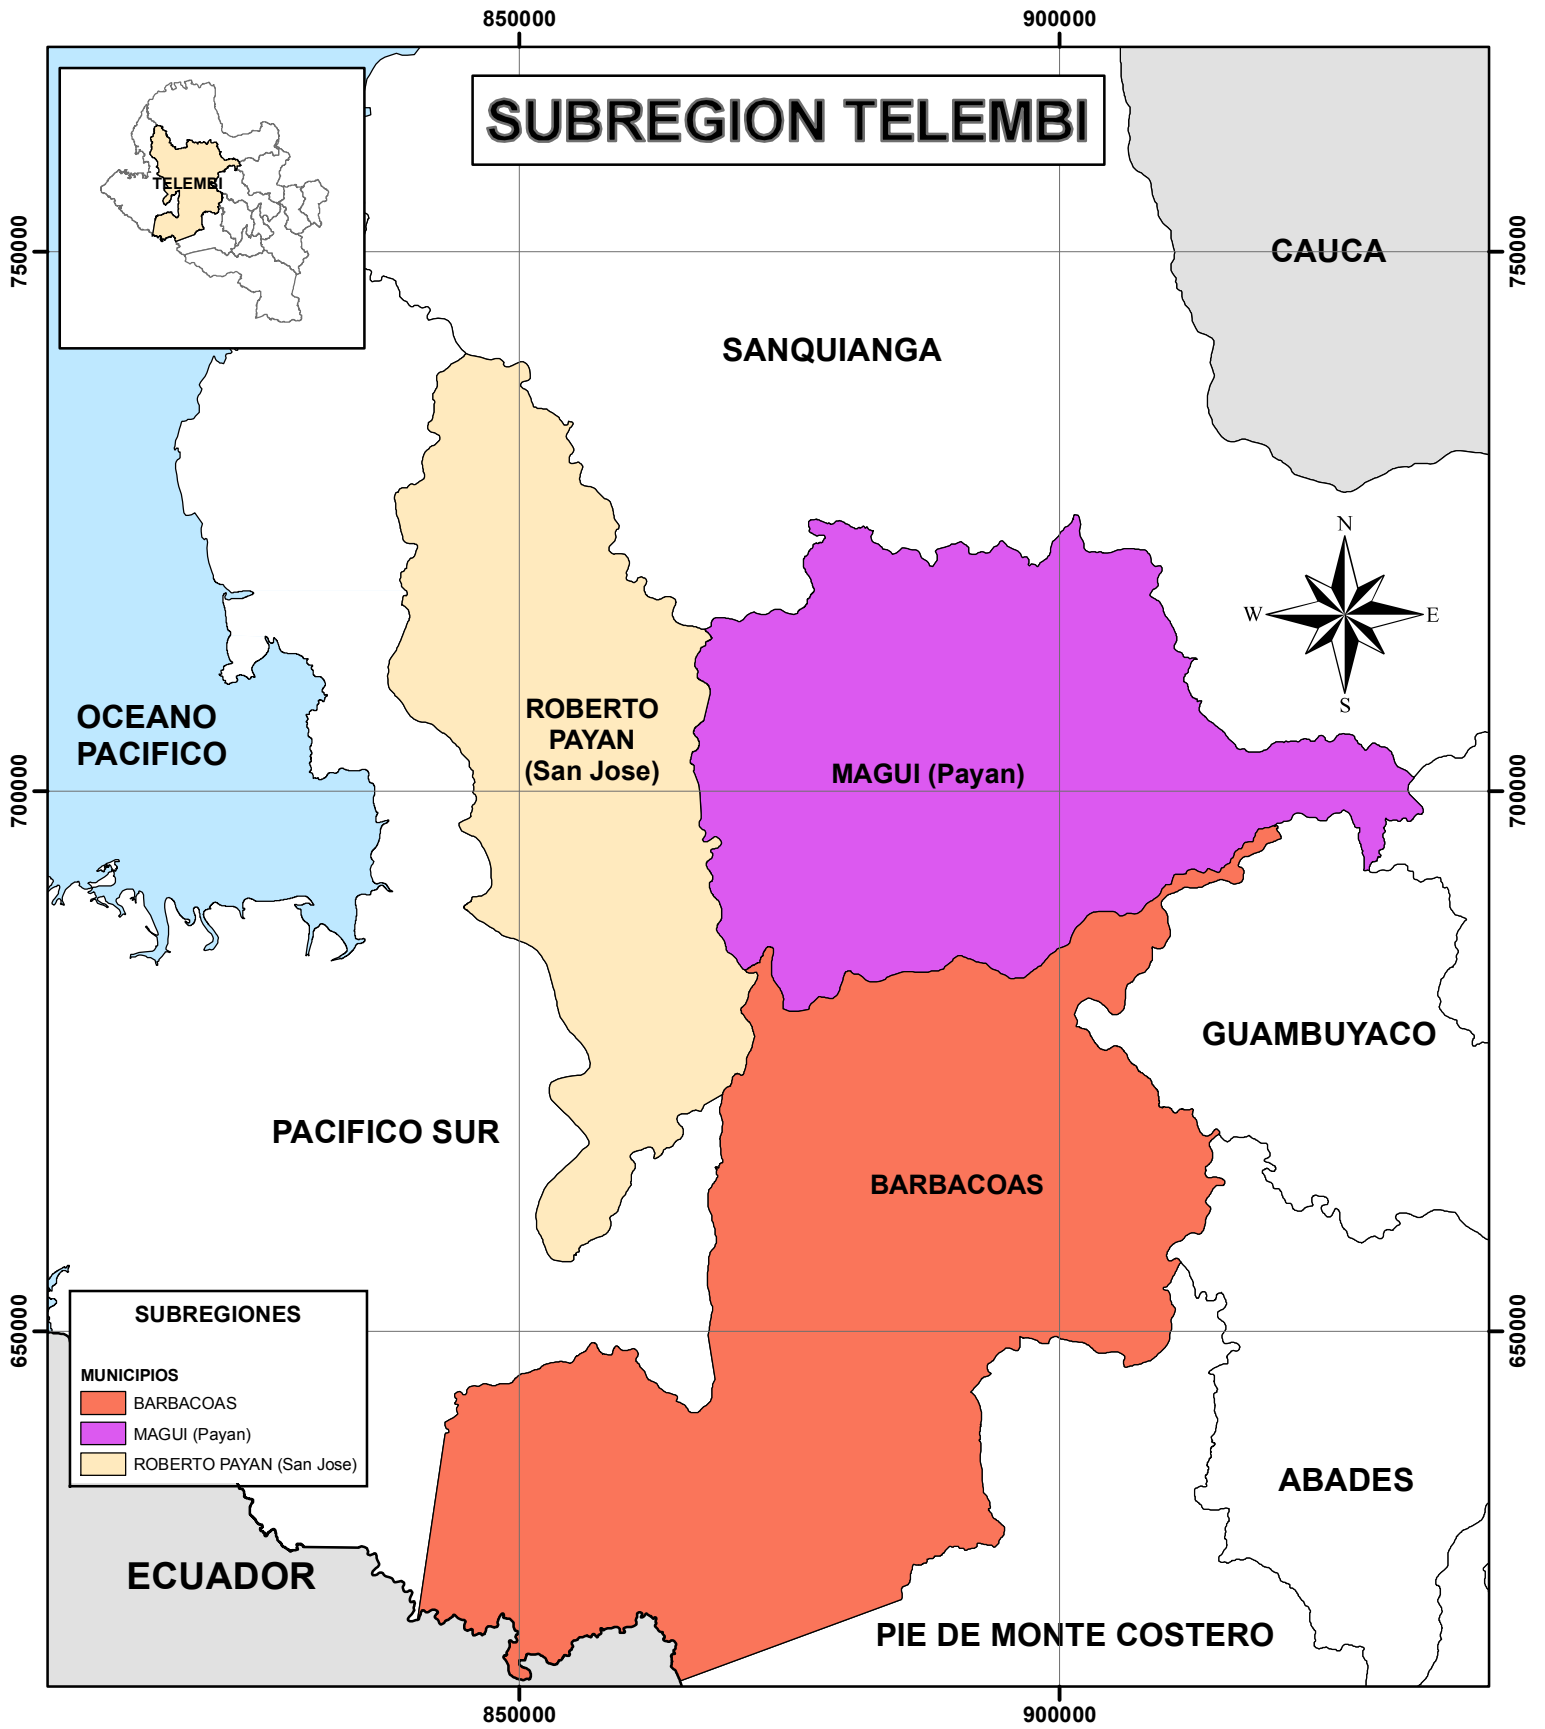 850000
900000
SUBREGION TELEMBI
TELEMBI
750000
CAUCA
750000
SANQUIANGA
N
W
E
S
OCEANO
PACIFICO
ROBERTO
PAYAN
(San Jose)
MAGUI (Payan)
700000
700000
GUAMBUYACO
PACIFICO SUR
BARBACOAS
650000
650000
SUBREGIONES
MUNICIPIOS
BARBACOAS
MAGUI (Payan)
ROBERTO PAYAN (San Jose)
ABADES
ECUADOR
PIE DE MONTE COSTERO
850000
900000